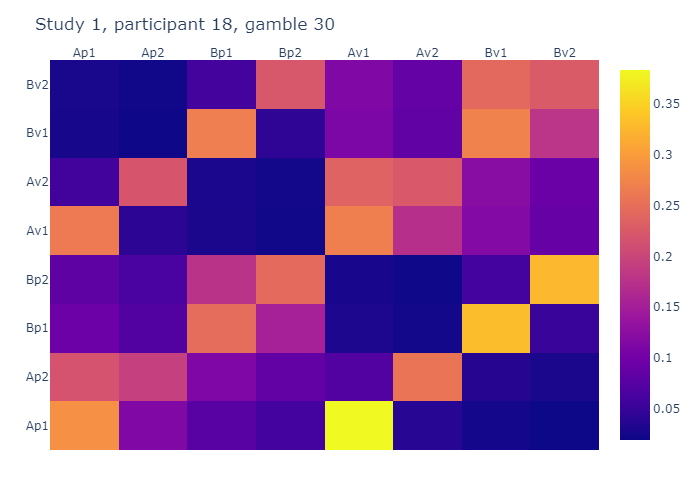 Study 1, participant 18, gamble 30
Ap1 Ap2 Bp1 Bp2 Av1 Av2 Bv1 Bv2
Bv2
Bv1
Av2
Av1
Bp2
Bp1
Ap2
Ap1
0.35
0.3
0.25
0.2
0.15
0.1
0.05